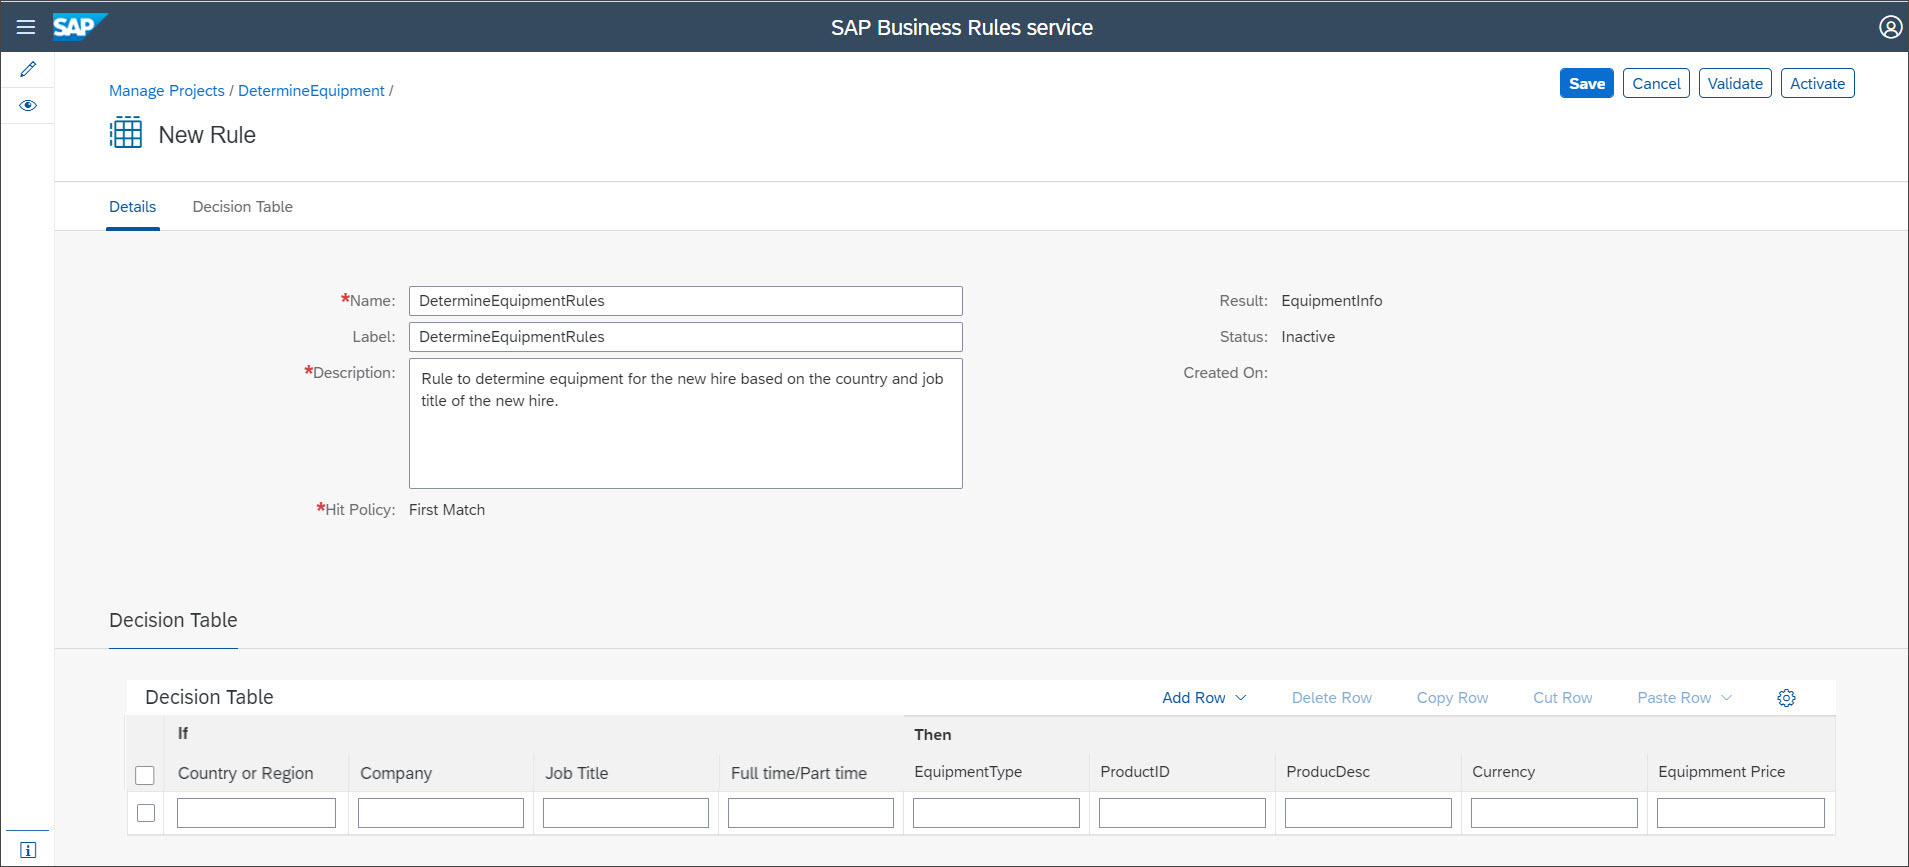 SAP
SAP Business Rules service
Manage Projects / DetermineEquipment /
Save
Cancel
Validate
Activate
New Rule
Details
Decision Table
*Name: DetermineEquipmentRules
Result: EquipmentInfo
Label: DetermineEquipmentRules
Status: Inactive
*Description: Rule to determine equipment for the new hire based on the country and job
title of the new hire.
Created On:
*Hit Policy: First Match
Decision Table
Decision Table
Add Row
Delete Row
Copy Row
Cut Row
Paste Row
If
Then
Country or Region
Company
Job Title
Full time/Part time
EquipmentType
ProductID
ProducDesc
Currency
Equipmment Price